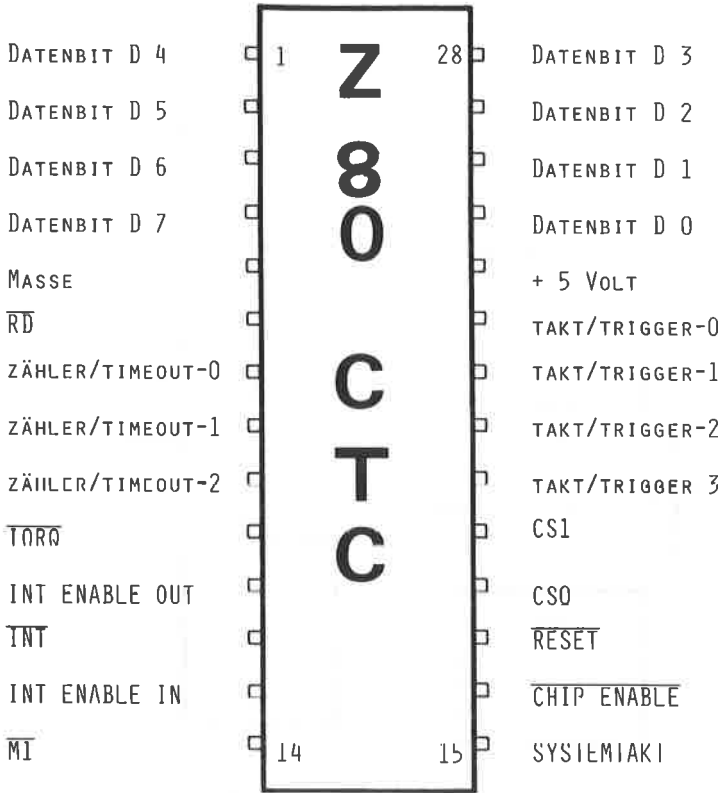 DATENBIT D 4 1 Z 28 DATENBIT D 3
DATENBIT D 5 DATENBIT D 2
DATENBIT D 6 8 DATENBIT D 1
DATENBIT D 7 0 DATENBIT D 0
MASSE + 5 VOLT
RD TAKT/TRIGGER-0
ZÄHLER/TIMEOUT-0 C TAKT/TRIGGER-1
ZÄHLER/TIMEOUT-1 TAKT/TRIGGER-2
ZÄHLER/TIMEOUT-2 T TAKT/TRIGGER 3
IORQ CS1
INT ENABLE OUT C CS0
INT RESET
INT ENABLE IN CHIP ENABLE
M1 14 15 SYSTEMTAKT